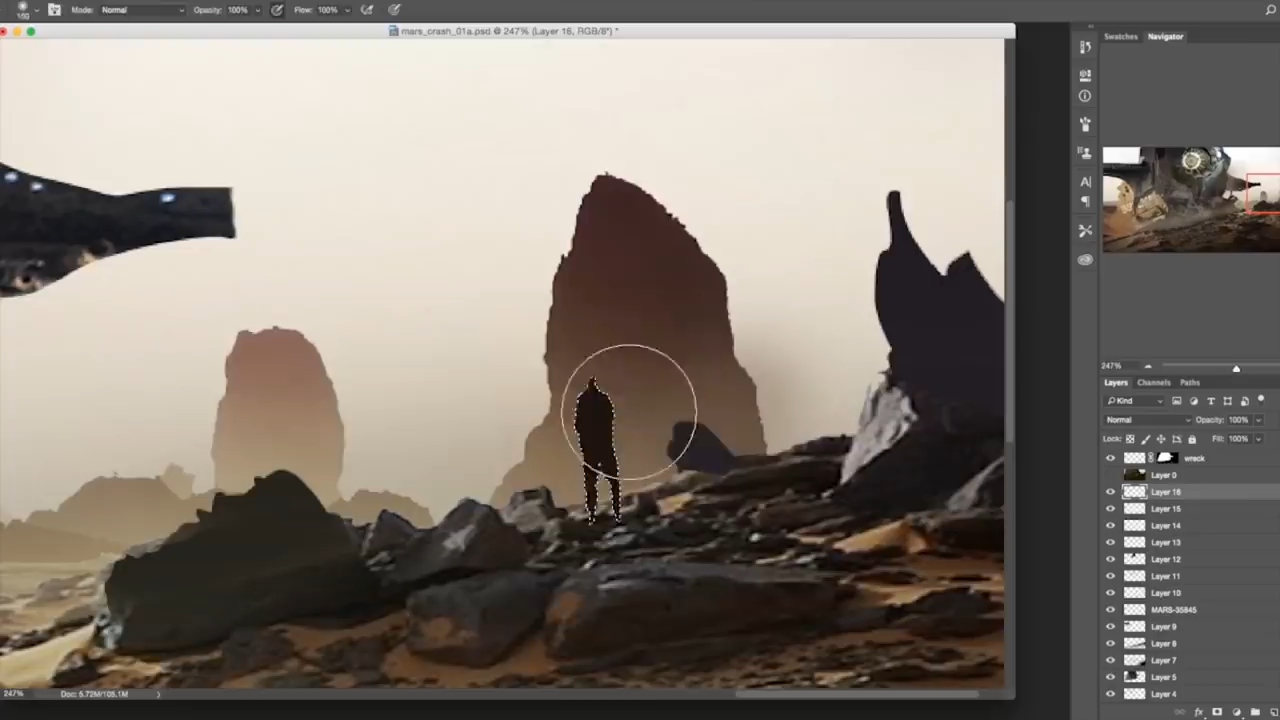 Mode: Normal Opacity: 100% Flow: 100%
mars_crash_01a.psd @ 247% (Layer 16, RGB/8*) *
Swatches Navigator
247%
Layers Channels Paths
Kind
Normal Opacity: 100%
Lock: Fill: 100%
wreck
Layer 0
Layer 16
Layer 15
Layer 14
Layer 13
Layer 12
Layer 11
Layer 10
MARS-35845
Layer 9
Layer 8
Layer 7
Layer 5
Layer 4
247% Doc: 5.72M/105.1M